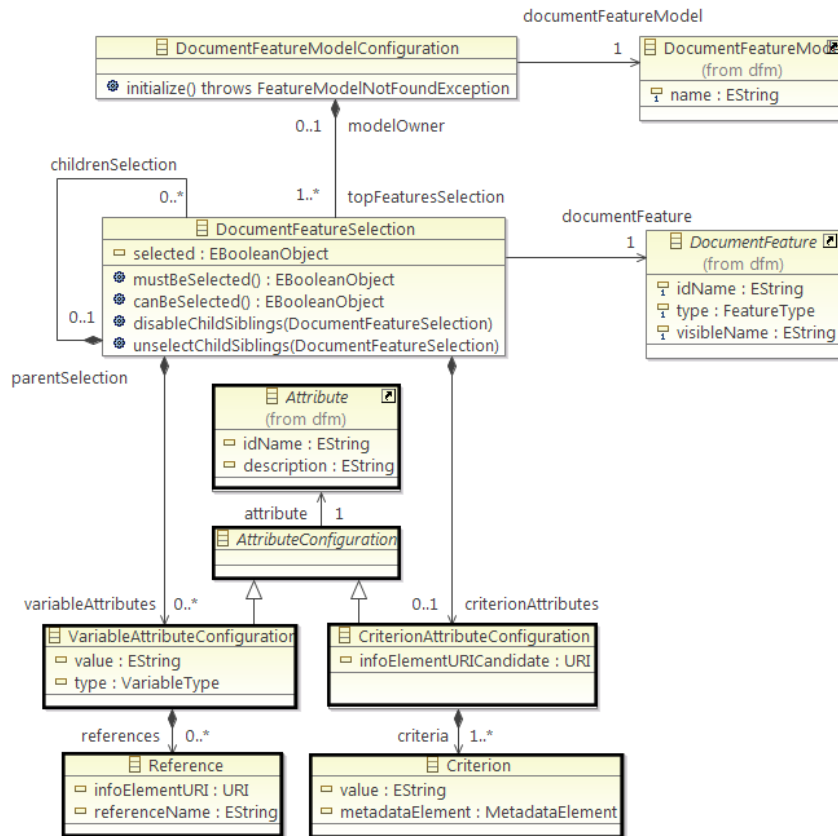 documentFeatureModel
DocumentFeatureModelConfiguration
initialize() throws FeatureModelNotFoundException
1
DocumentFeatureMode
(from dfm)
name : EString
0..1
modelOwner
childrenSelection
0..*
1..*
topFeaturesSelection
DocumentFeatureSelection
selected : EBooleanObject
mustBeSelected() : EBooleanObject
canBeSelected() : EBooleanObject
disableChildSiblings(DocumentFeatureSelection)
unselectChildSiblings(DocumentFeatureSelection)
documentFeature
1
DocumentFeature
(from dfm)
idName : EString
type : FeatureType
visibleName : EString
0..1
parentSelection
Attribute
(from dfm)
idName : EString
description : EString
attribute
1
AttributeConfiguration
variableAttributes
0..*
0..1
criterionAttributes
VariableAttributeConfiguration
value : EString
type : VariableType
CriterionAttributeConfiguration
infoElementURICandidate : URI
references
0..*
criteria
1..*
Reference
infoElementURI : URI
referenceName : EString
Criterion
value : EString
metadataElement : MetadataElement